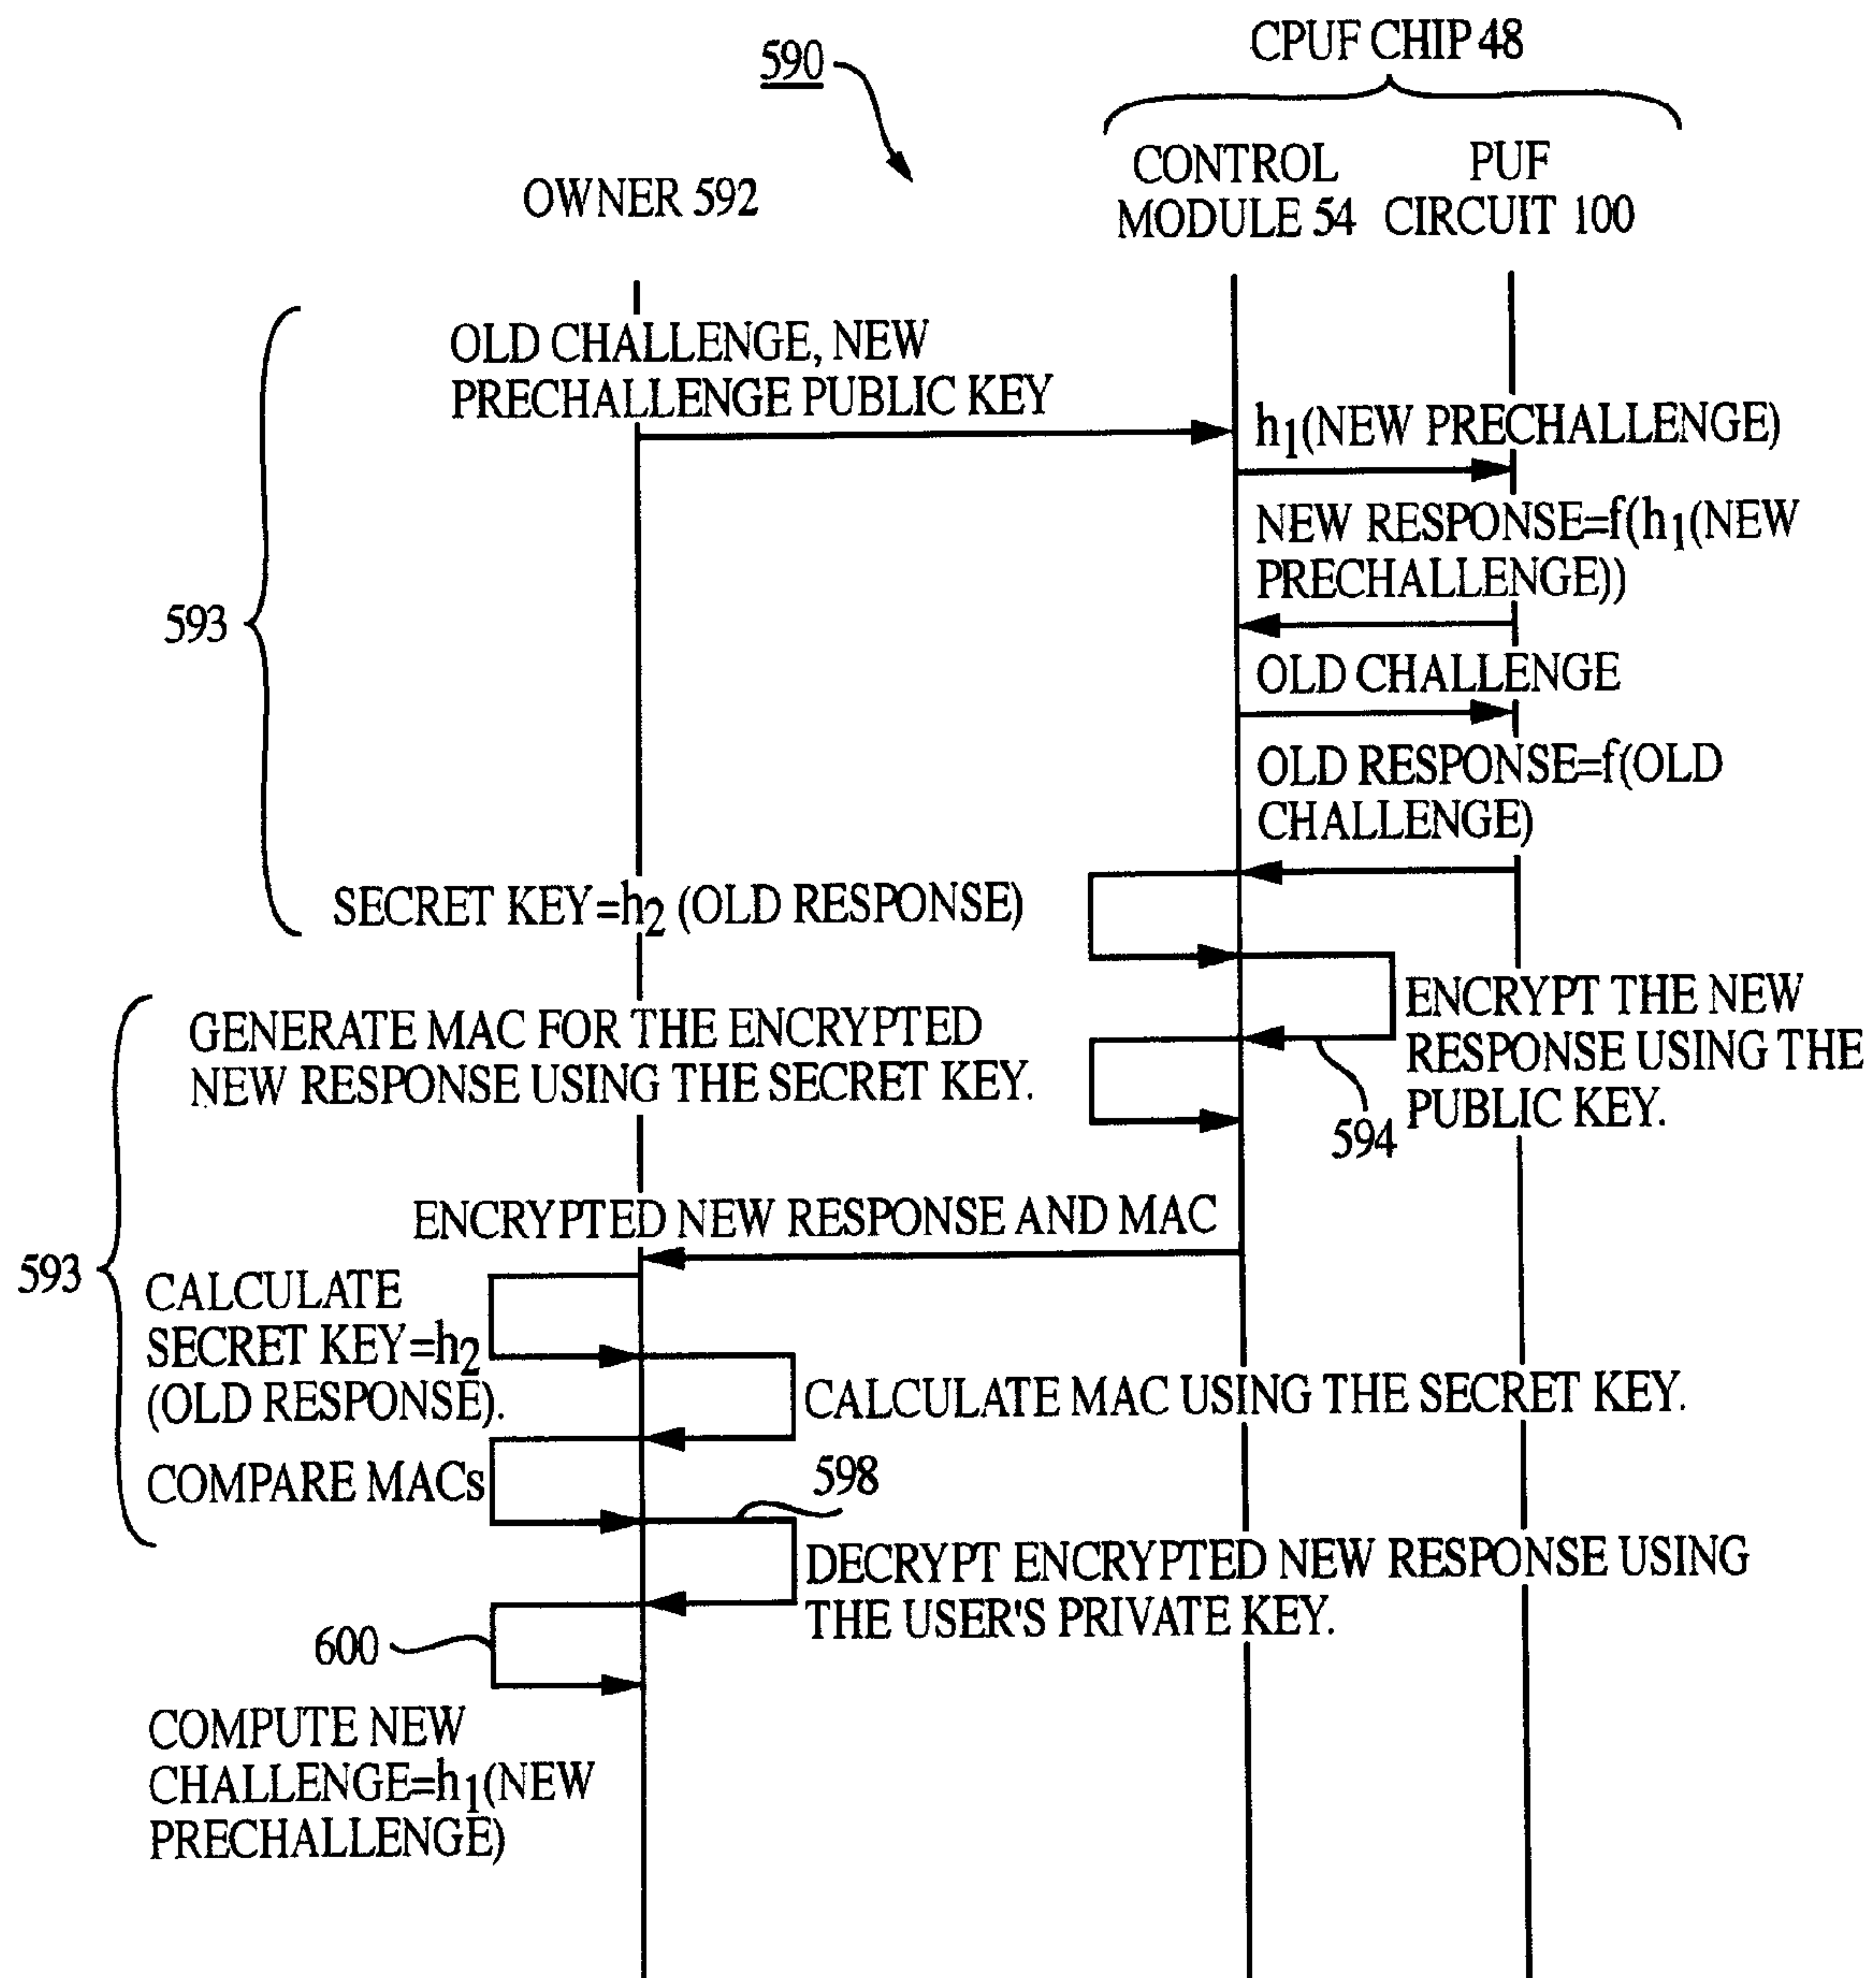 CPUF CHIP 48
590
CONTROL
MODULE 54
PUF
CIRCUIT 100
OWNER 592
OLD CHALLENGE, NEW
PRECHALLENGE PUBLIC KEY
h1(NEW PRECHALLENGE)
NEW RESPONSE=f(h1(NEW
PRECHALLENGE))
593
OLD CHALLENGE
OLD RESPONSE=f(OLD
CHALLENGE)
SECRET KEY=h2 (OLD RESPONSE)
ENCRYPT THE NEW
RESPONSE USING THE
PUBLIC KEY.
594
GENERATE MAC FOR THE ENCRYPTED
NEW RESPONSE USING THE SECRET KEY.
ENCRYPTED NEW RESPONSE AND MAC
593
CALCULATE
SECRET KEY=h2
(OLD RESPONSE).
CALCULATE MAC USING THE SECRET KEY.
COMPARE MACs
598
DECRYPT ENCRYPTED NEW RESPONSE USING
THE USER'S PRIVATE KEY.
600
COMPUTE NEW
CHALLENGE=h1(NEW
PRECHALLENGE)